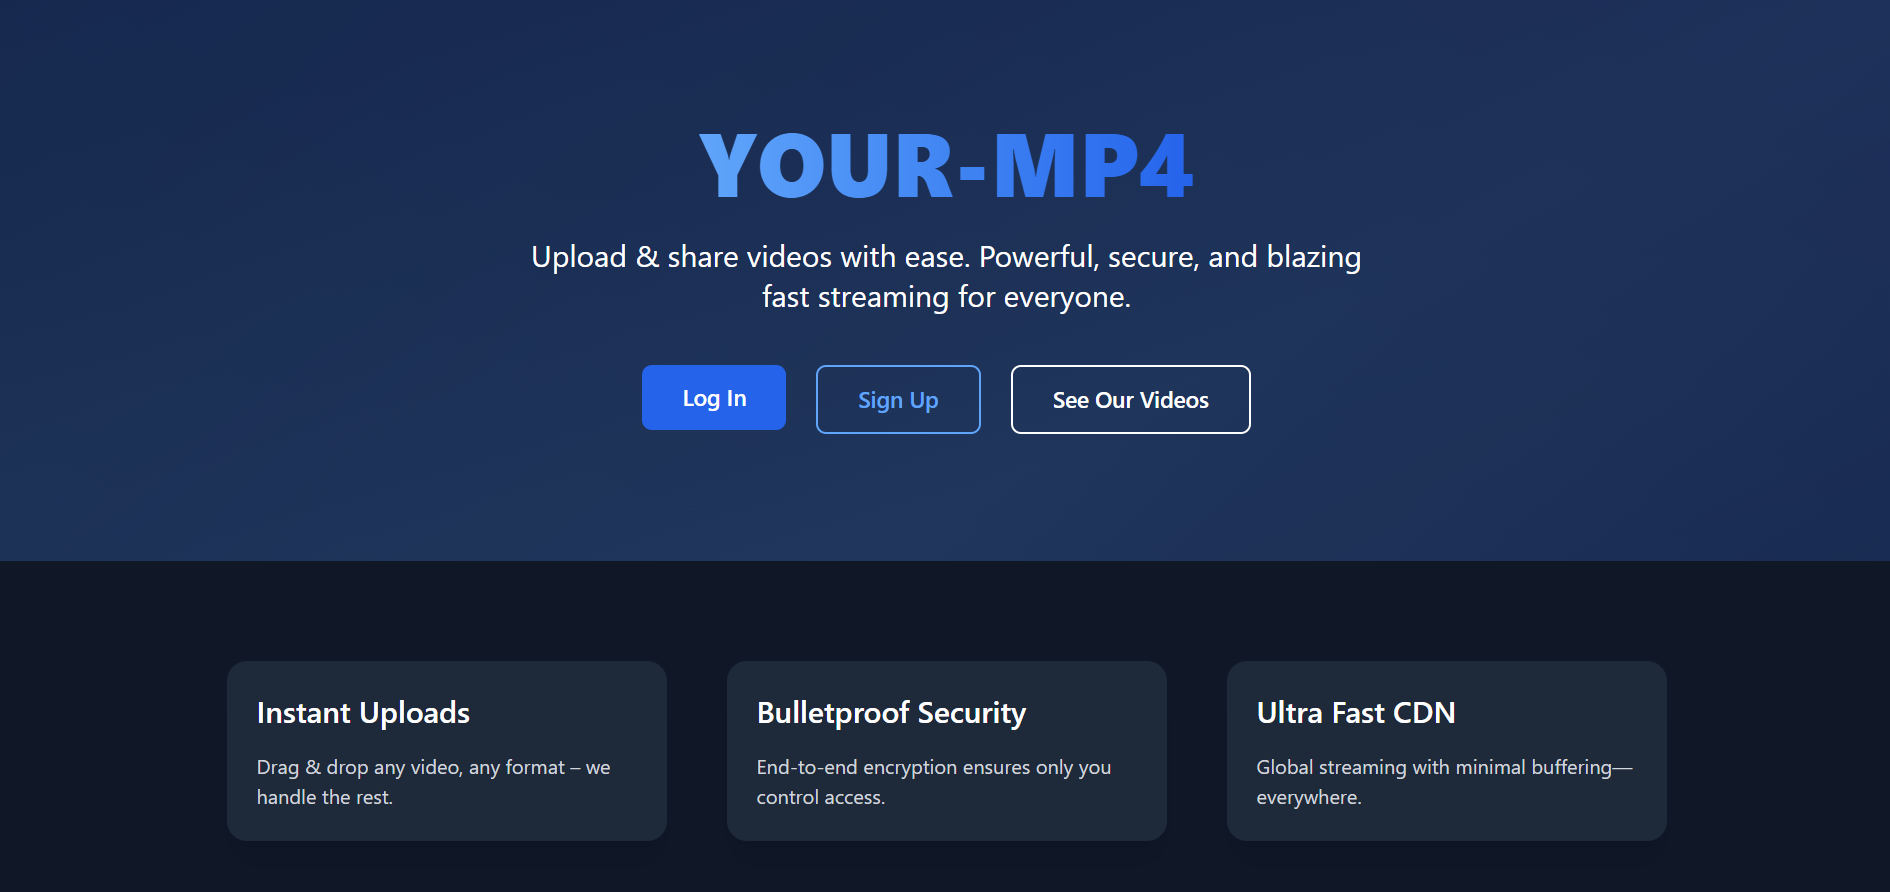 YOUR-MP4
Upload & share videos with ease. Powerful, secure, and blazing
fast streaming for everyone.
Log In
Sign Up
See Our Videos
Instant Uploads
Drag & drop any video, any format – we
handle the rest.
Bulletproof Security
End-to-end encryption ensures only you
control access.
Ultra Fast CDN
Global streaming with minimal buffering—
everywhere.